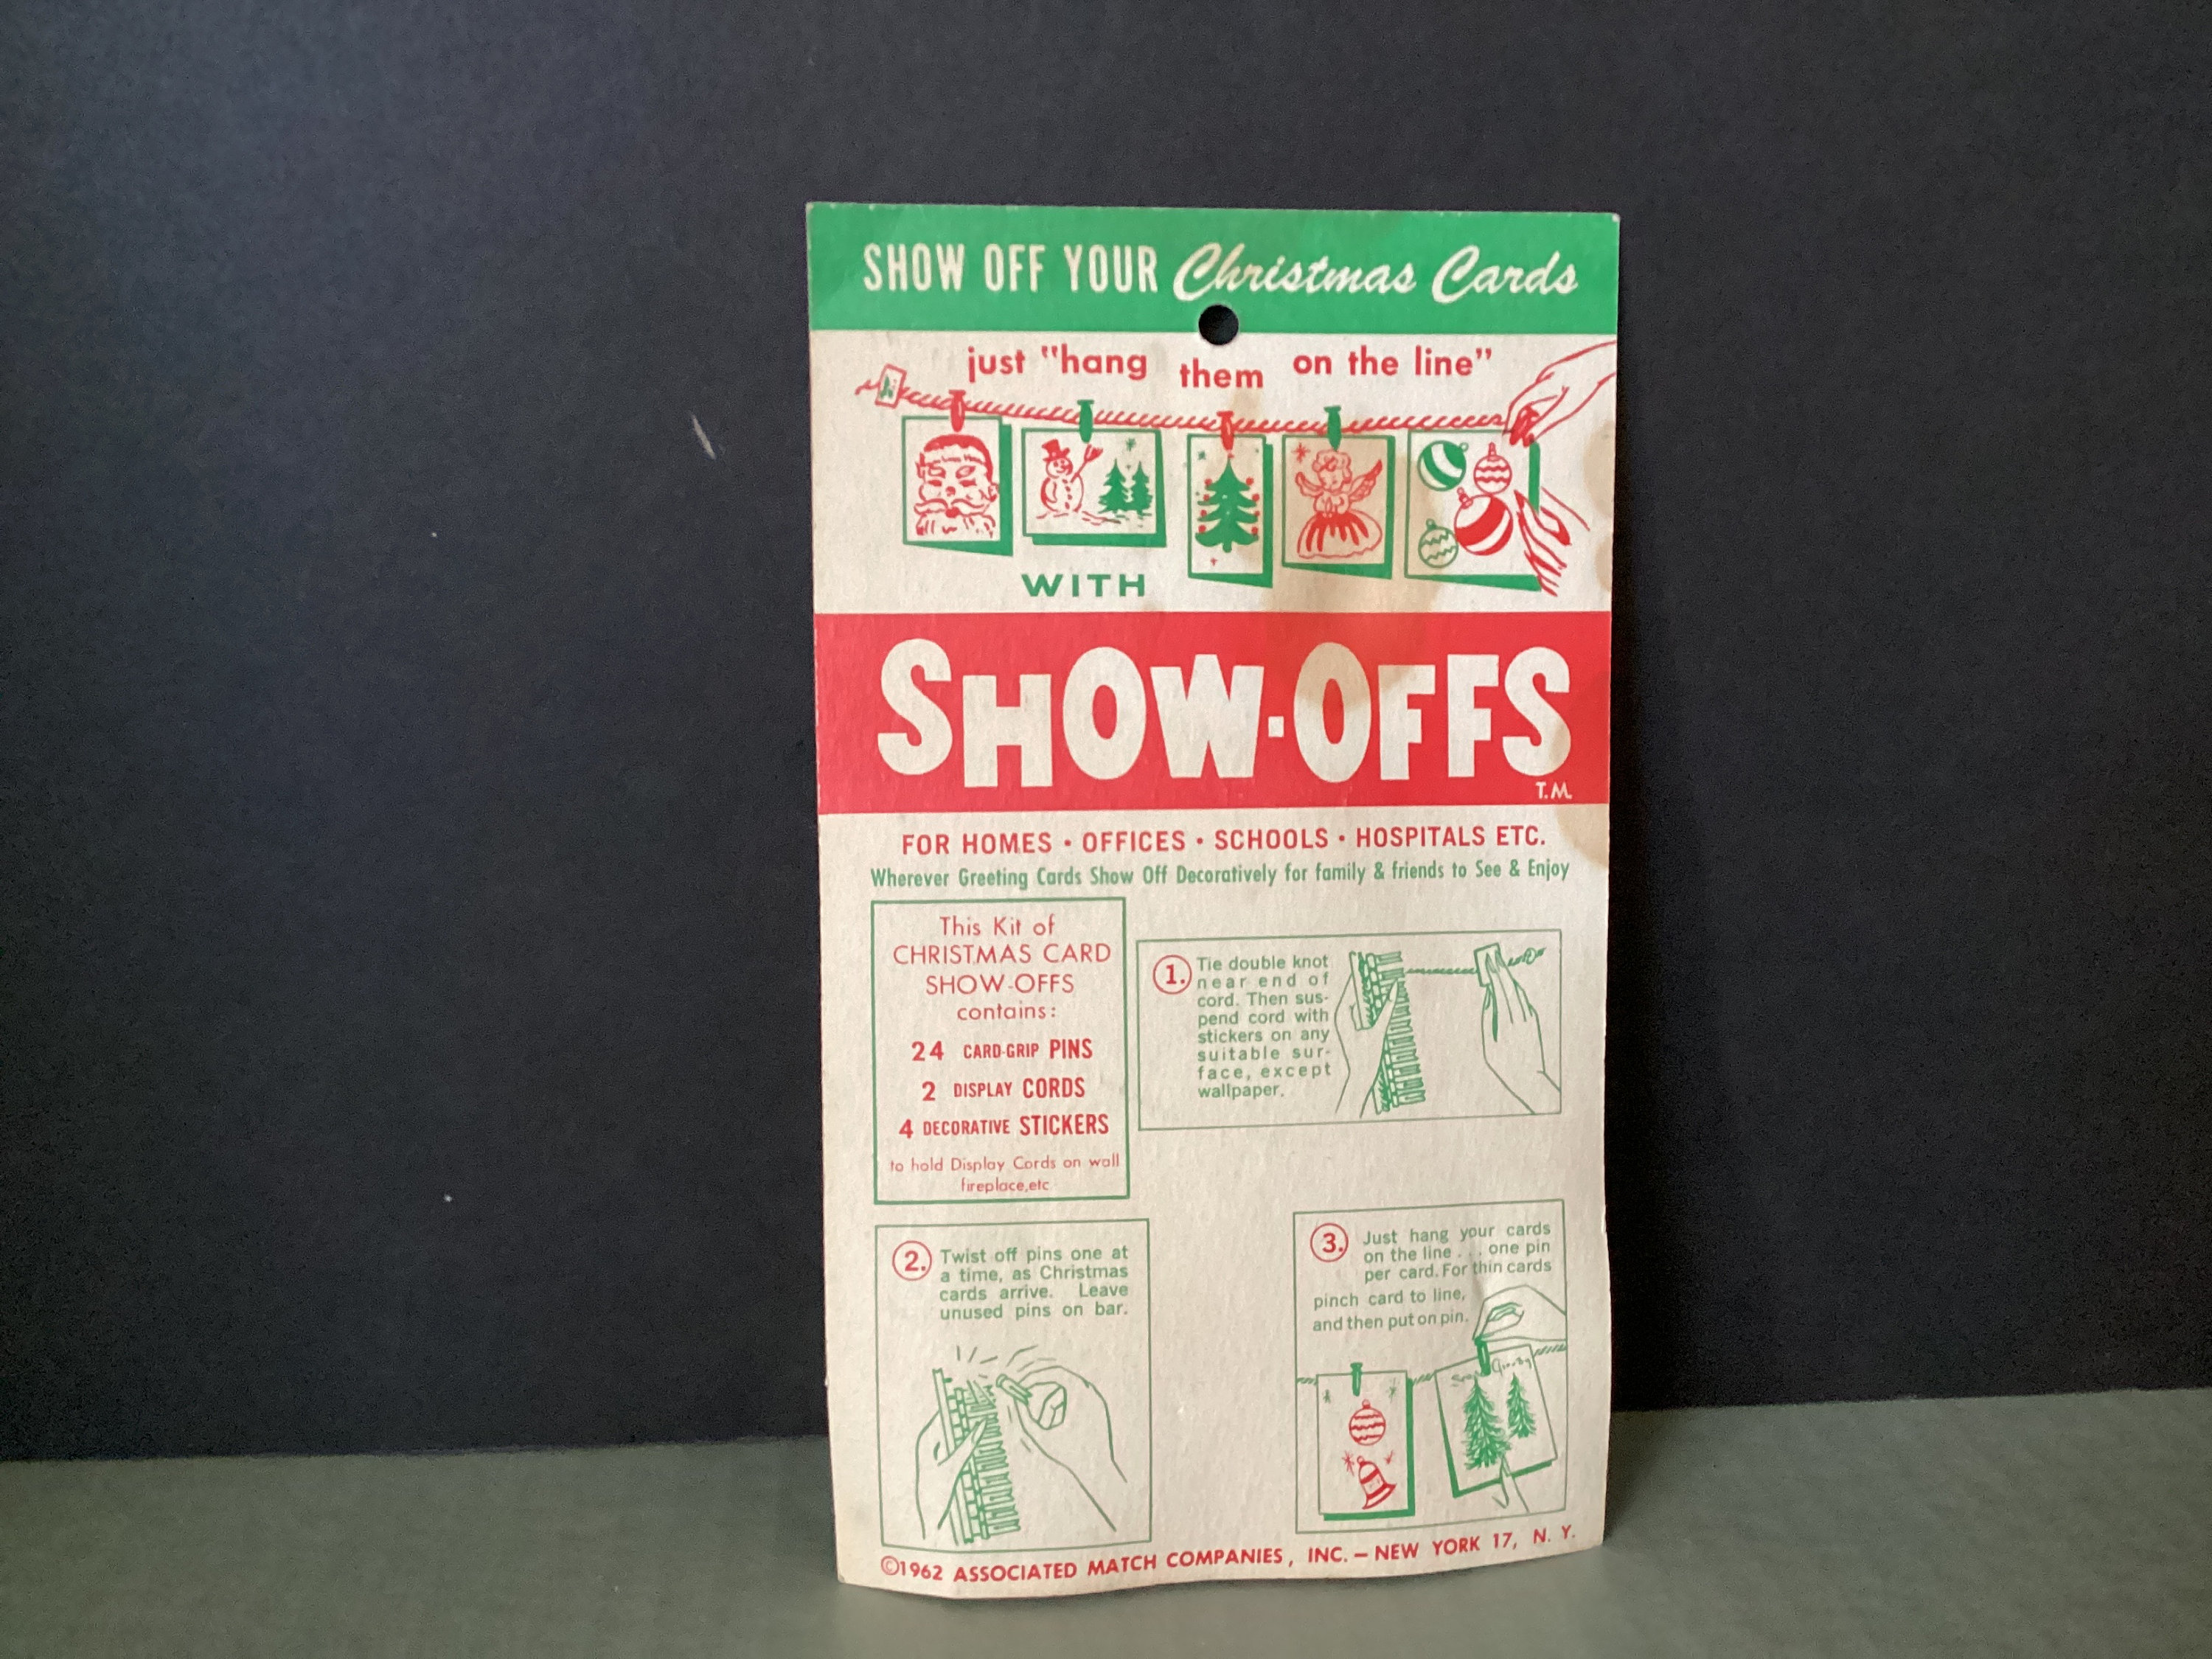 SHOW OFF YOUR Christmas Cards
just "hang them on the line"
WITH
SHOW-OFFS
T.M.
FOR HOMES • OFFICES • SCHOOLS • HOSPITALS ETC.
Wherever Greeting Cards Show Off Decoratively for family & friends to See & Enjoy
This Kit of
CHRISTMAS CARD
SHOW-OFFS
contains:
24 CARD-GRIP PINS
2 DISPLAY CORDS
4 DECORATIVE STICKERS
to hold Display Cords on wall
fireplace,etc
1. Tie double knot
near end of
cord. Then sus-
pend cord with
stickers on any
suitable sur-
face, except
wallpaper.
2. Twist off pins one at
a time, as Christmas
cards arrive. Leave
unused pins on bar.
3. Just hang your cards
on the line . . . one pin
per card. For thin cards
pinch card to line,
and then put on pin.
©1962 ASSOCIATED MATCH COMPANIES, INC. — NEW YORK 17, N. Y.